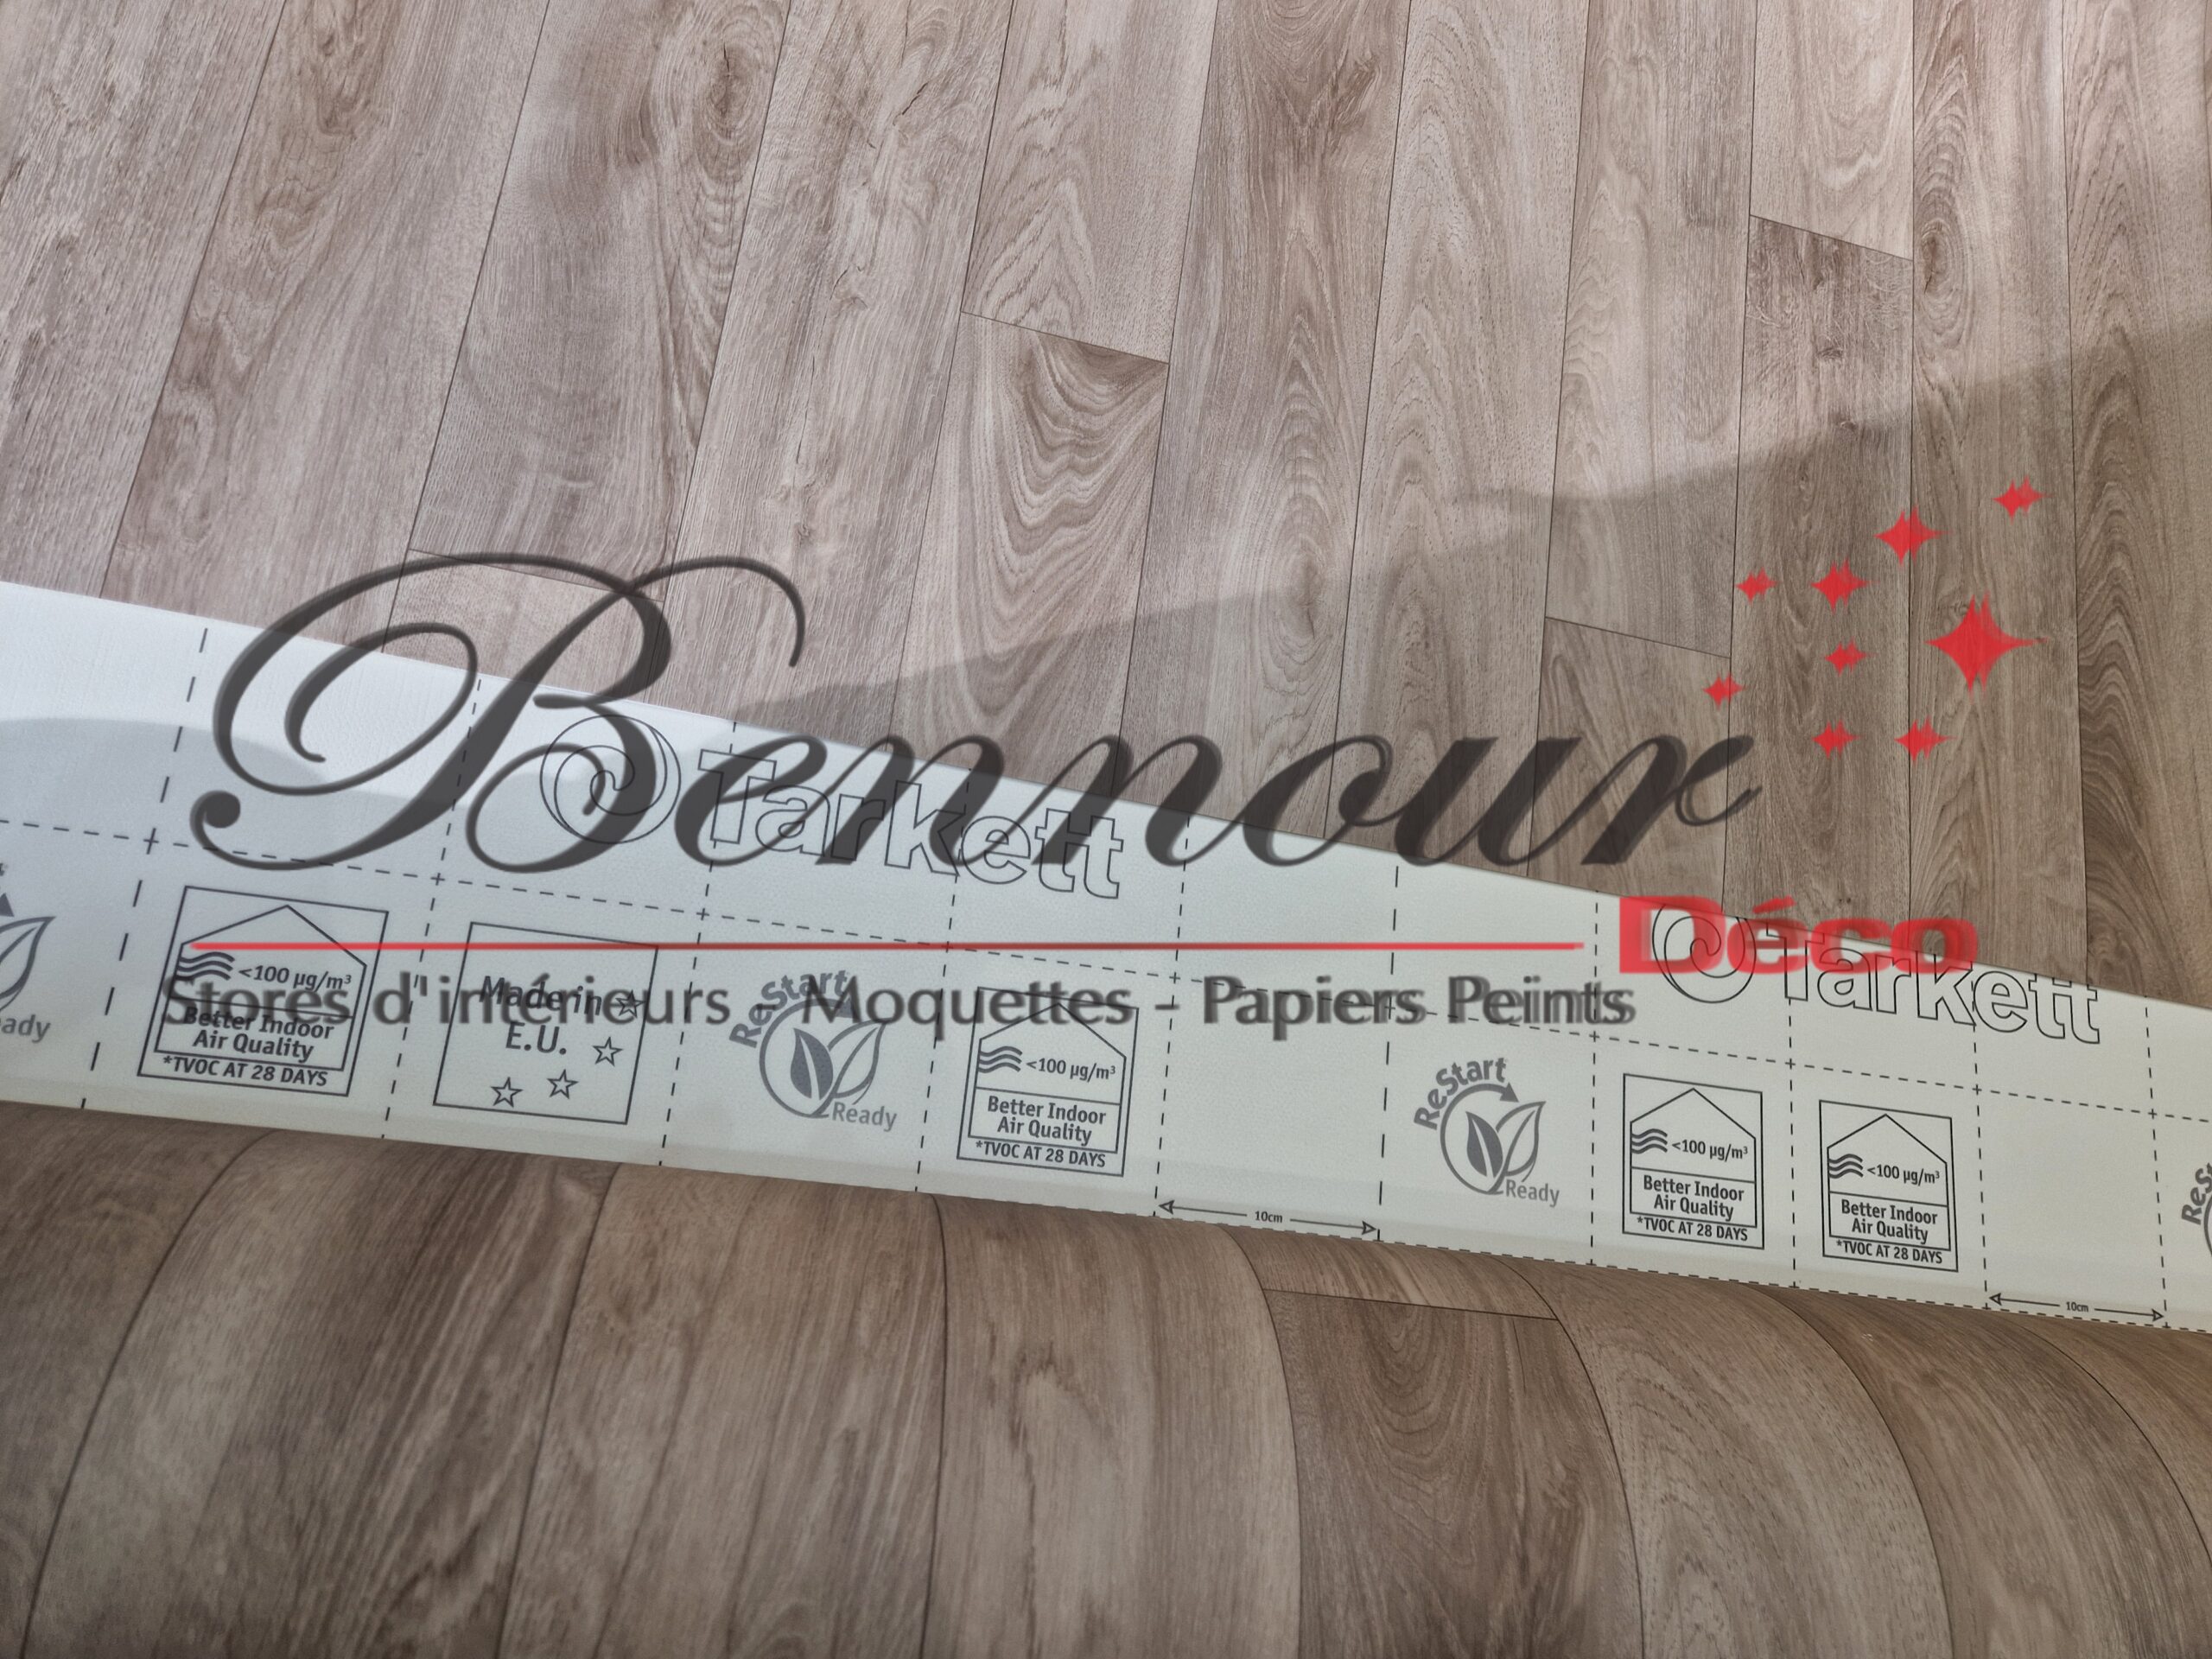 Bennour
Déco
Stores d'intérieurs - Moquettes - Papiers Peints
Tarkett
Tarkett
ady
<100 µg/m³
Better Indoor
Air Quality
*TVOC AT 28 DAYS
Made in
E.U.
ReStart
Ready
<100 µg/m³
Better Indoor
Air Quality
*TVOC AT 28 DAYS
10cm
ReStart
Ready
<100 µg/m³
Better Indoor
Air Quality
*TVOC AT 28 DAYS
<100 µg/m³
Better Indoor
Air Quality
*TVOC AT 28 DAYS
10cm
Res